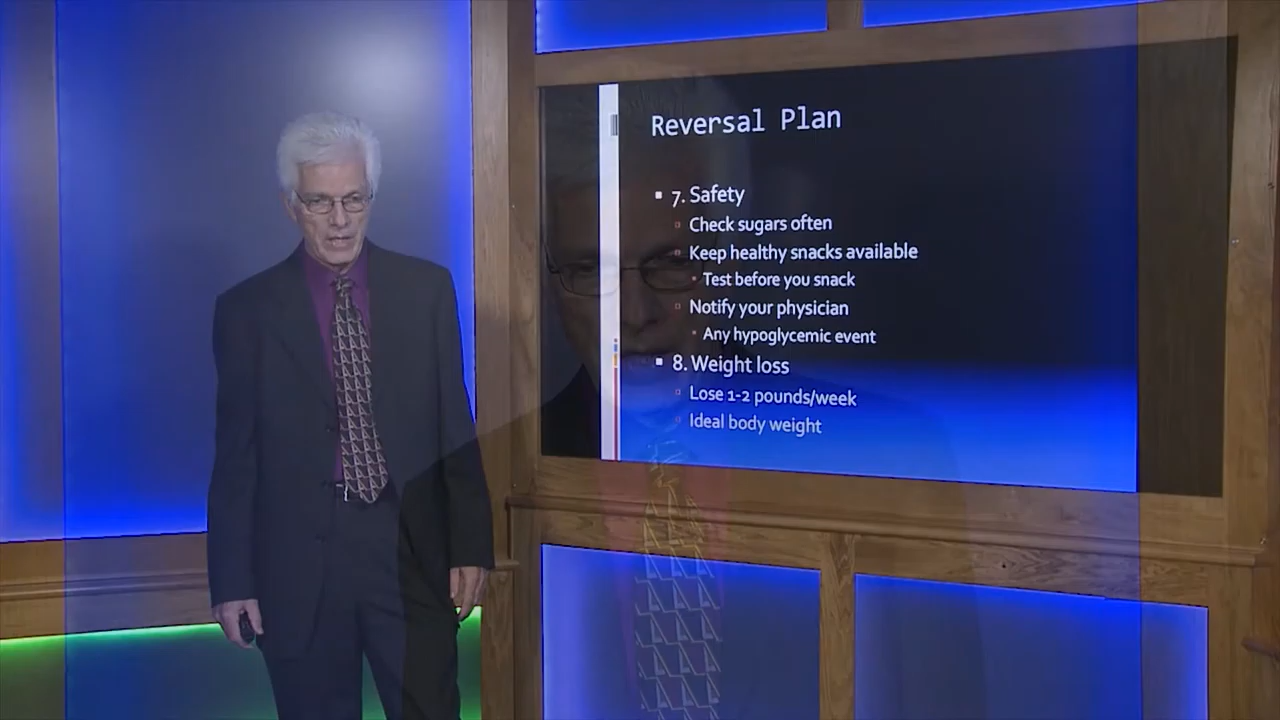 Reversal Plan
7. Safety
Check sugars often
Keep healthy snacks available
Test before you snack
Notify your physician
Any hypoglycemic event
8. Weight loss
Lose 1-2 pounds/week
Ideal body weight